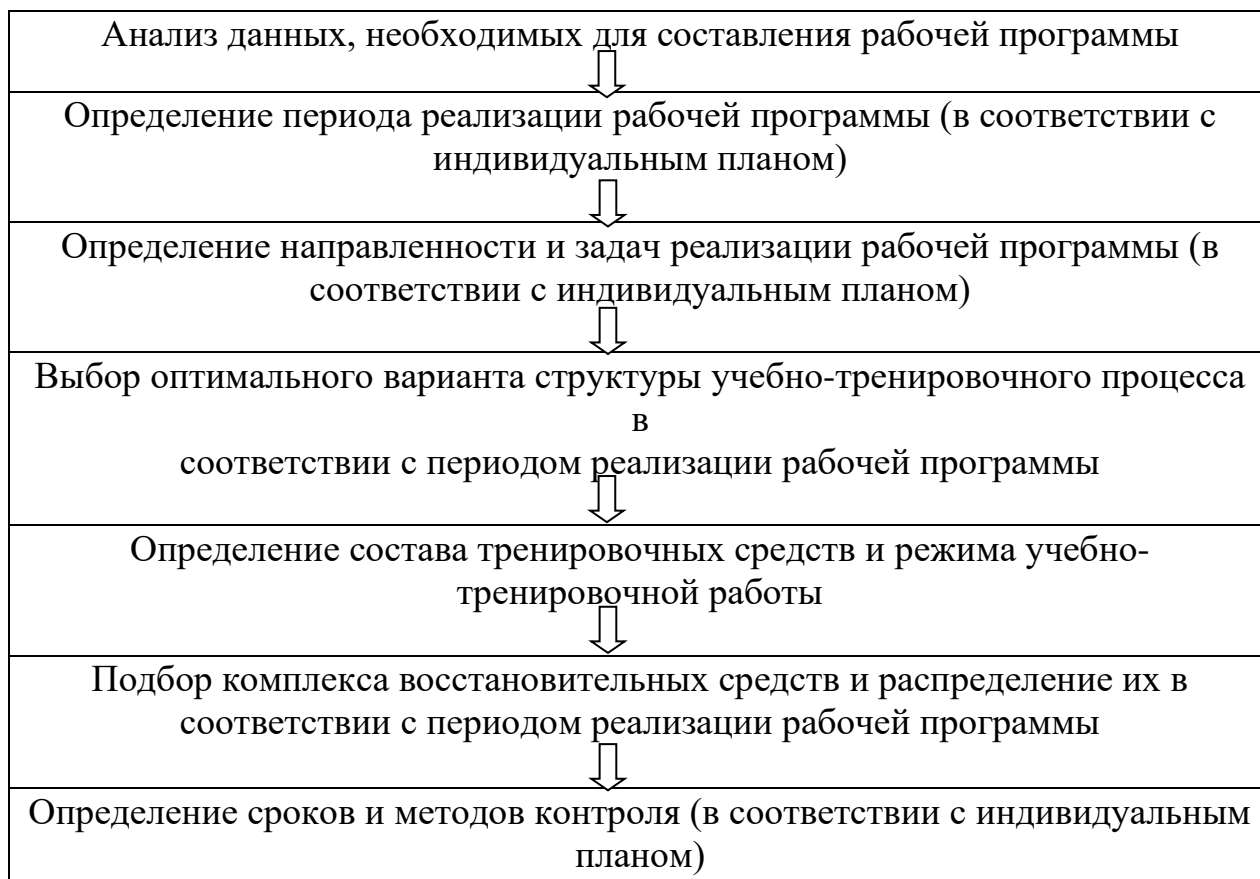 Анализ данных, необходимых для составления рабочей программы
Определение периода реализации рабочей программы (в соответствии с
индивидуальным планом)
Определение направленности и задач реализации рабочей программы (в
соответствии с индивидуальным планом)
Выбор оптимального варианта структуры учебно-тренировочного процесса
в
соответствии с периодом реализации рабочей программы
Определение состава тренировочных средств и режима учебно-
тренировочной работы
Подбор комплекса восстановительных средств и распределение их в
соответствии с периодом реализации рабочей программы
Определение сроков и методов контроля (в соответствии с индивидуальным
планом)